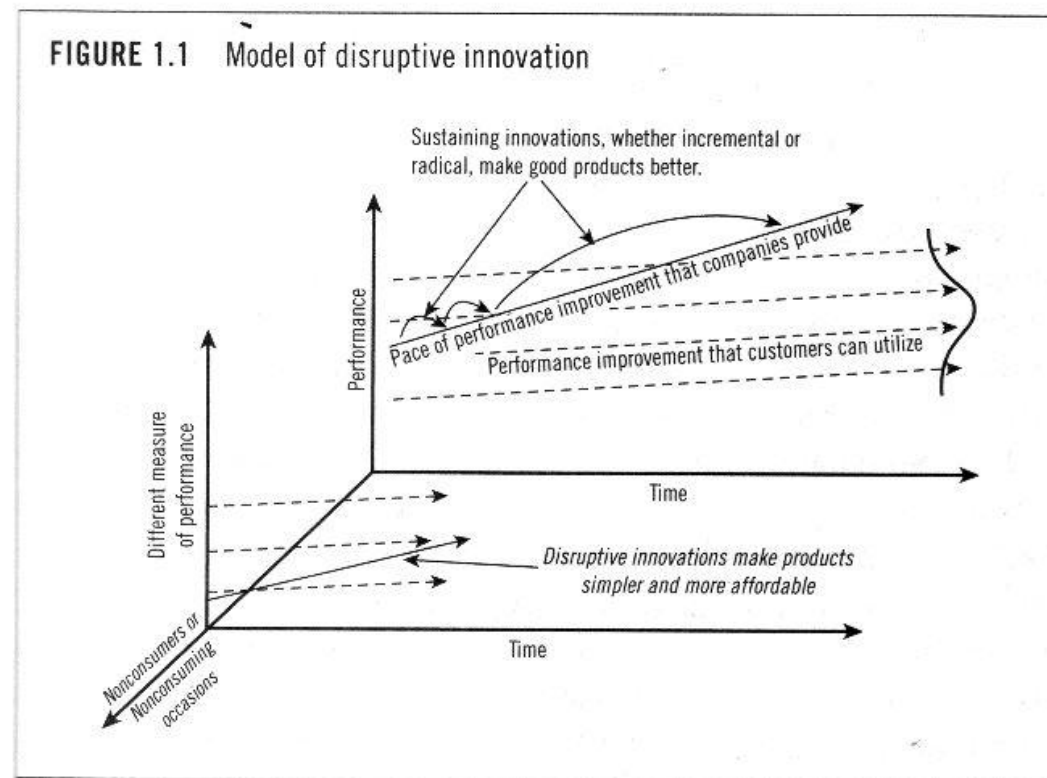 FIGURE 1.1 Model of disruptive innovation
Sustaining innovations, whether incremental or
radical, make good products better.
Performance
Pace of performance improvement that companies provide
Performance improvement that customers can utilize
Time
Different measure
of performance
Disruptive innovations make products
simpler and more affordable
Time
Nonconsumers or
Nonconsuming
occasions